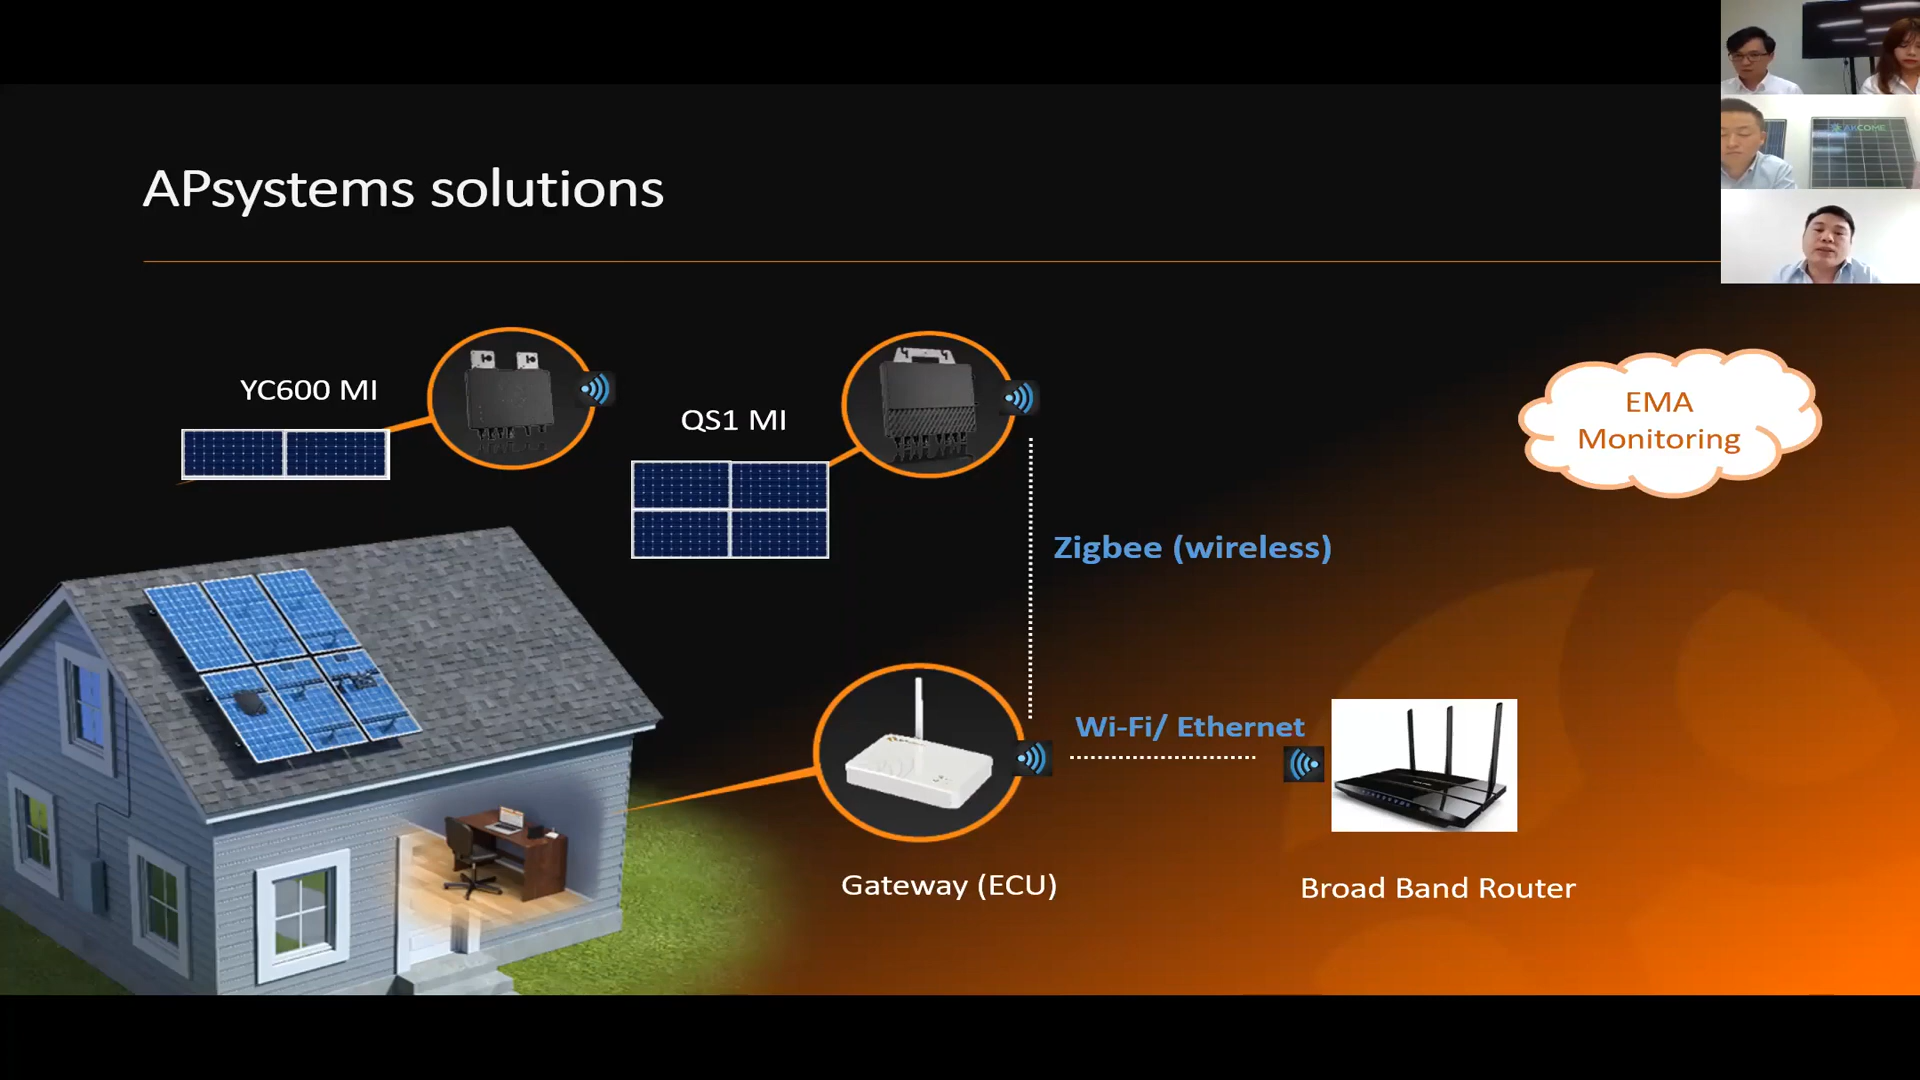 APsystems solutions
YC600 MI
QS1 MI
EMA
Monitoring
Zigbee (wireless)
Wi-Fi/ Ethernet
Gateway (ECU)
Broad Band Router